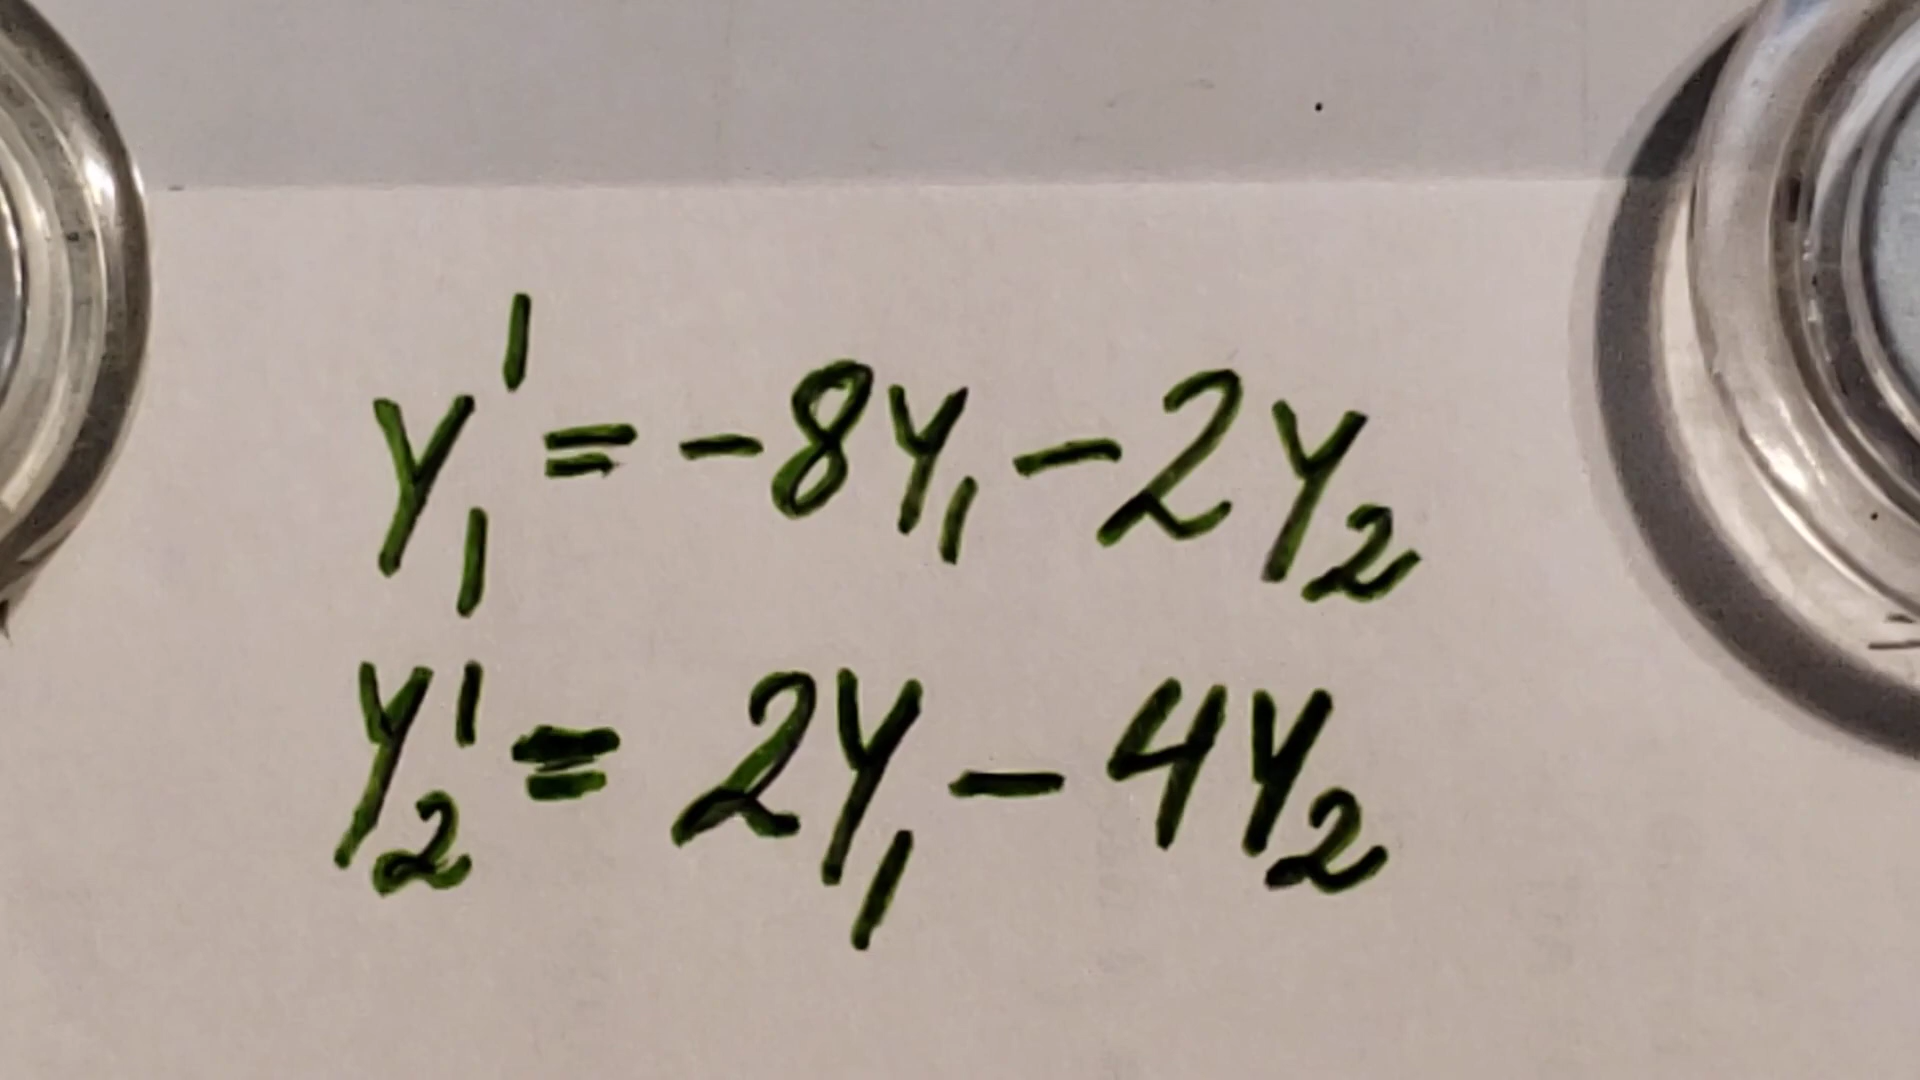 y₁' = -8y₁ - 2y₂
y₂' = 2y₁ - 4y₂